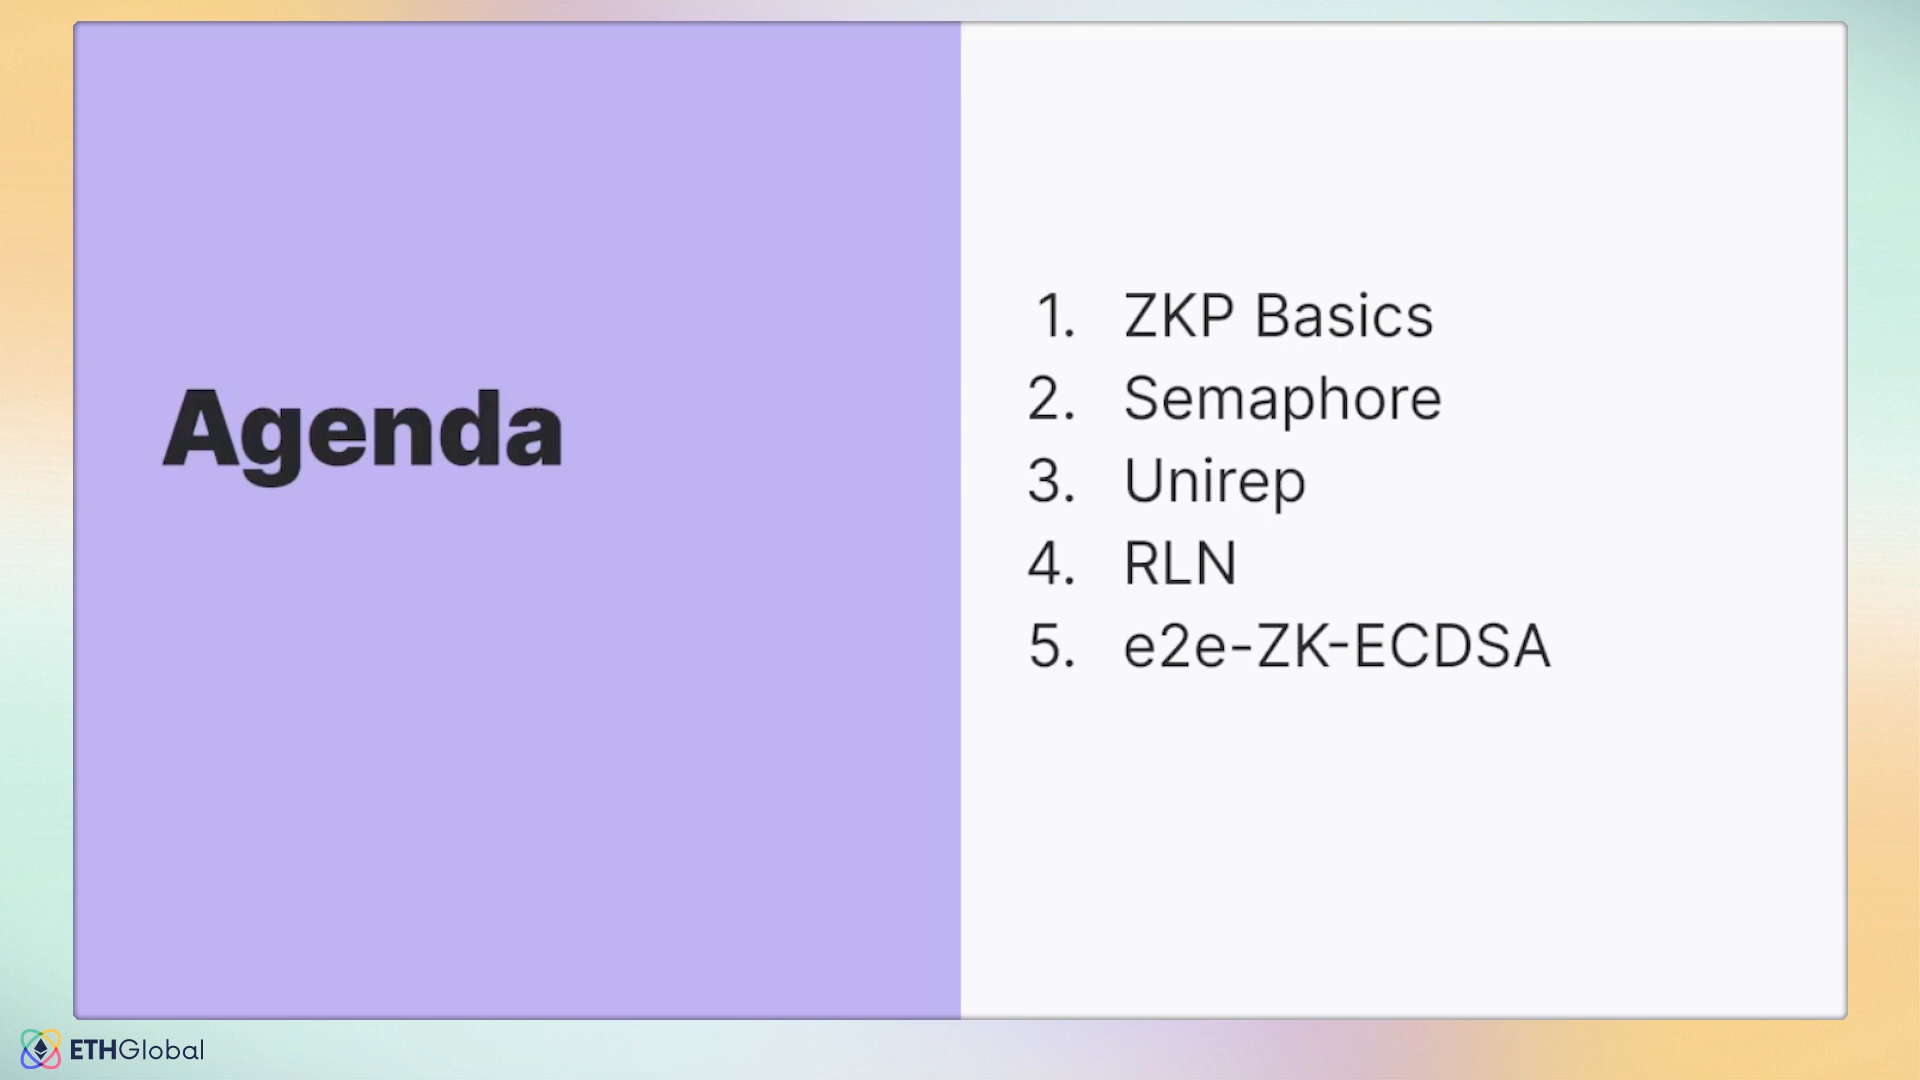 Agenda
1. ZKP Basics
2. Semaphore
3. Unirep
4. RLN
5. e2e-ZK-ECDSA
ETHGlobal